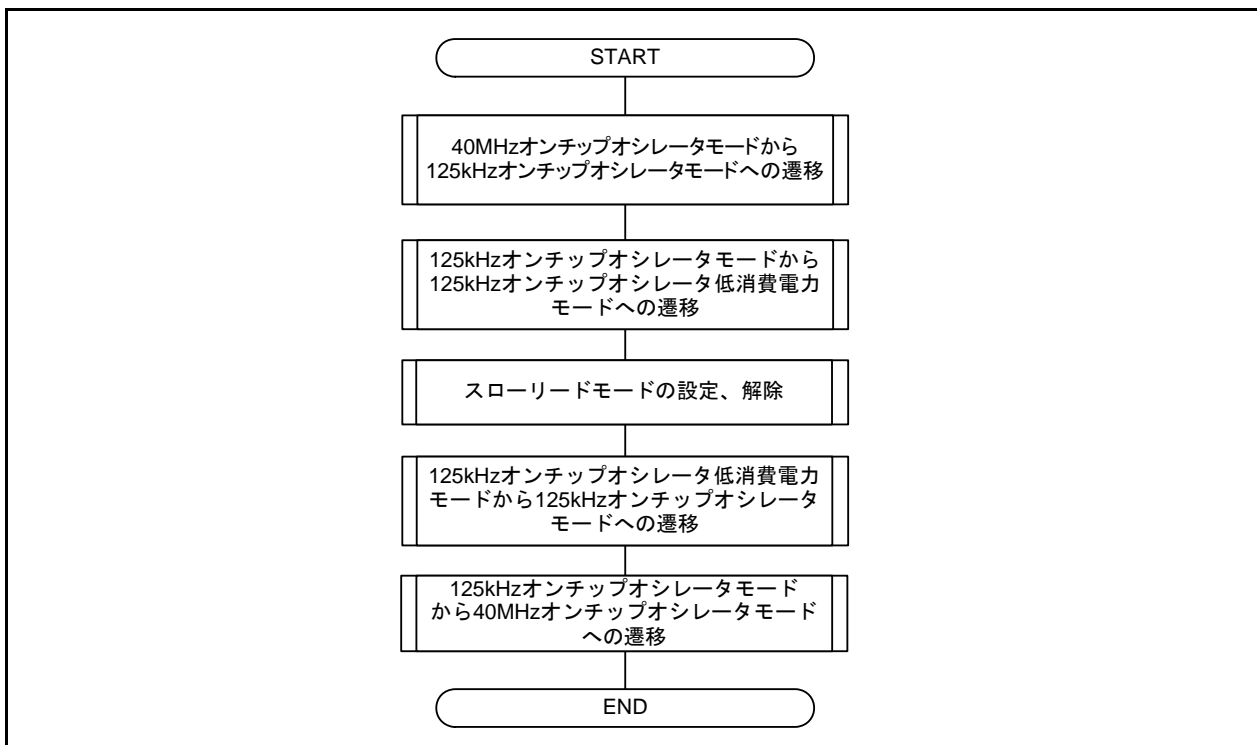 START
40MHzオンチップオシレータモードから
125kHzオンチップオシレータモードへの遷移
125kHzオンチップオシレータモードから
125kHzオンチップオシレータ低消費電力
モードへの遷移
スローリードモードの設定、解除
125kHzオンチップオシレータ低消費電力
モードから125kHzオンチップオシレータ
モードへの遷移
125kHzオンチップオシレータモード
から40MHzオンチップオシレータモード
への遷移
END